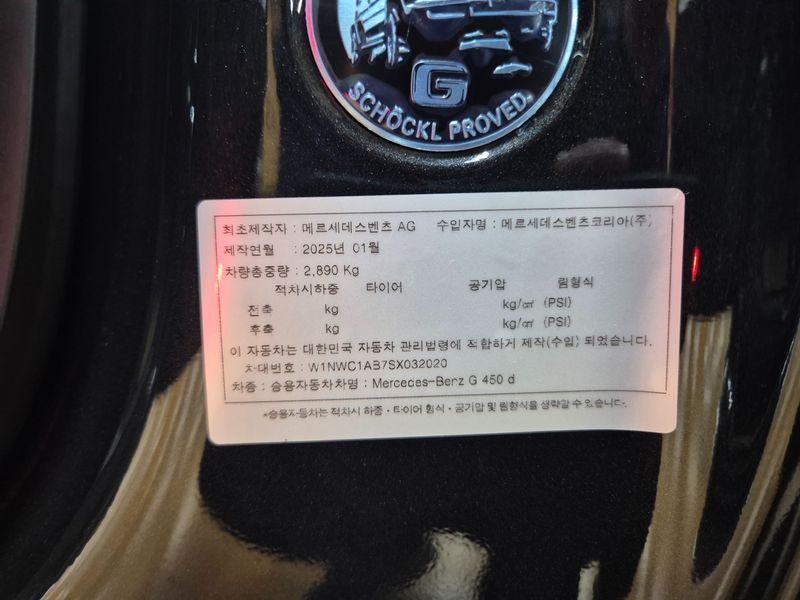 G
SCHÖCKL PROVED.
최초제작자 : 메르세데스벤츠 AG 수입자명 : 메르세데스벤츠코리아(주)
제작연월 : 2025년 01월
차량총중량 : 2,890 Kg
적차시하중 타이어 공기압 림형식
전축 kg kg/㎠ (PSI)
후축 kg kg/㎠ (PSI)
이 자동차는 대한민국 자동차 관리법령에 적합하게 제작(수입) 되었습니다.
차대번호 : W1NWC1AB7SX032020
차종 : 승용자동차차명 : Mercedes-Benz G 450 d
*승용자동차는 적차시 하중·타이어 형식·공기압 및 림형식을 생략할 수 있습니다.